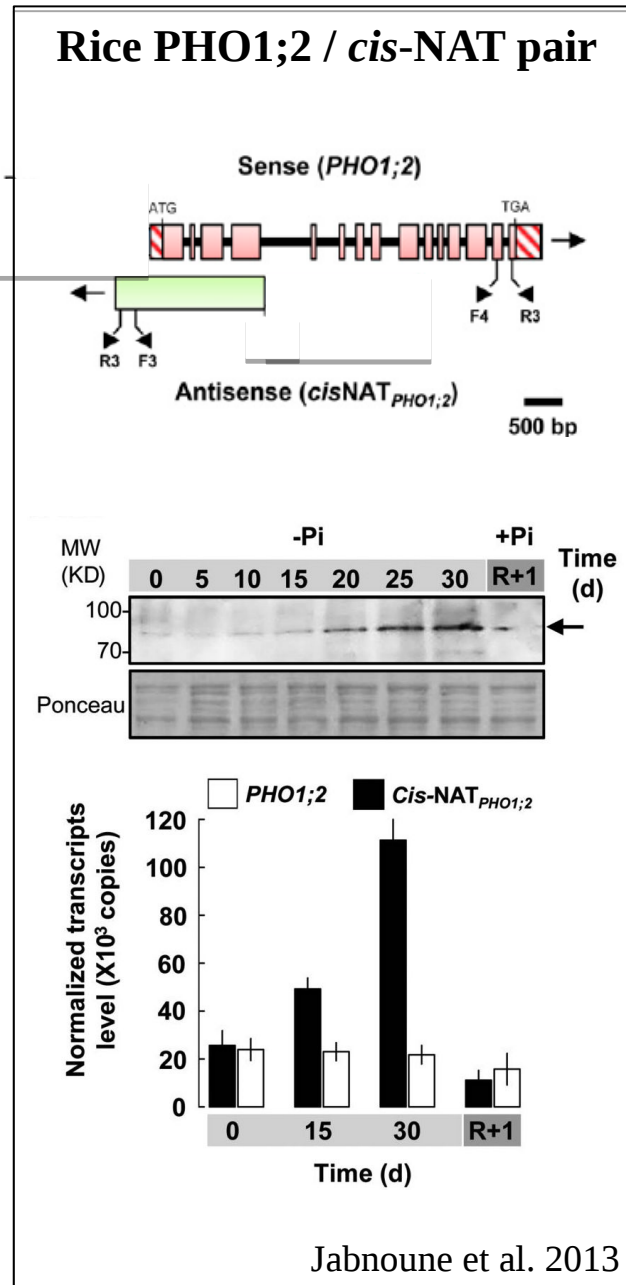 Rice PHO1;2 / cis-NAT pair
Sense (PHO1;2)
ATG TGA
F4 R3
R3 F3
Antisense (cisNATPHO1;2)
500 bp
-Pi +Pi
MW (KD) 0 5 10 15 20 25 30 R+1 Time (d)
100-
70-
Ponceau
PHO1;2 Cis-NATPHO1;2
Normalized transcripts level (X10³ copies)
120
100
80
60
40
20
0
0 15 30 R+1
Time (d)
Jabnoune et al. 2013